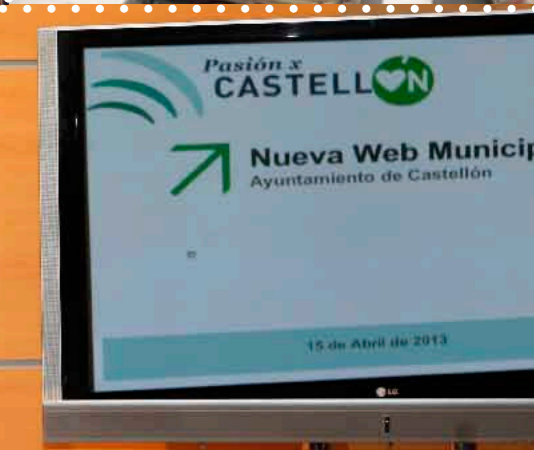 Pasión x
CASTELLÓN
Nueva Web Municip
Ayuntamiento de Castellón
15 de Abril de 2013
LG